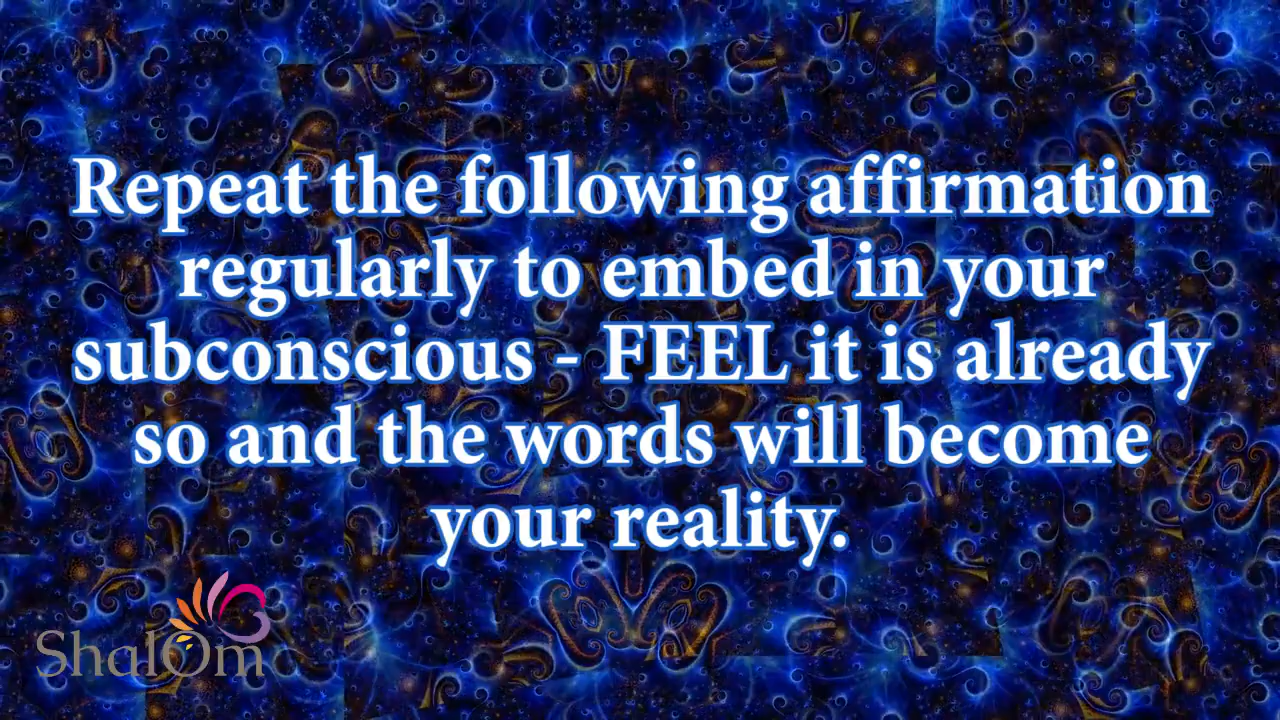 Repeat the following affirmation
regularly to embed in your
subconscious - FEEL it is already
so and the words will become
your reality.
ShalOm